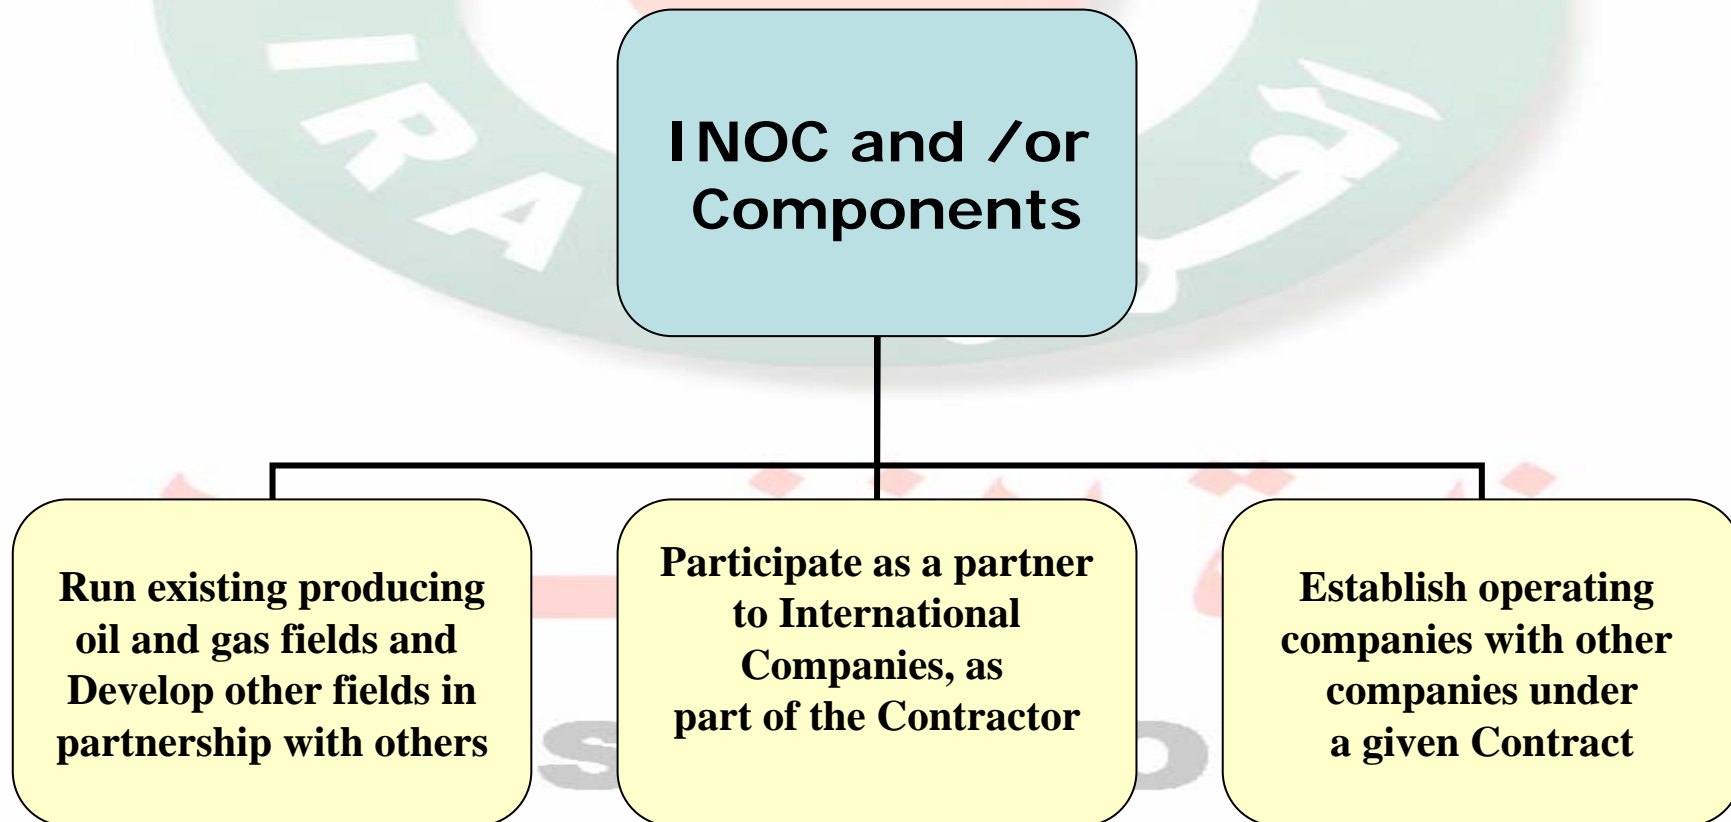 INOC and /or
Components
Run existing producing
oil and gas fields and
Develop other fields in
partnership with others
Participate as a partner
to International
Companies, as
part of the Contractor
Establish operating
companies with other
companies under
a given Contract
IRA